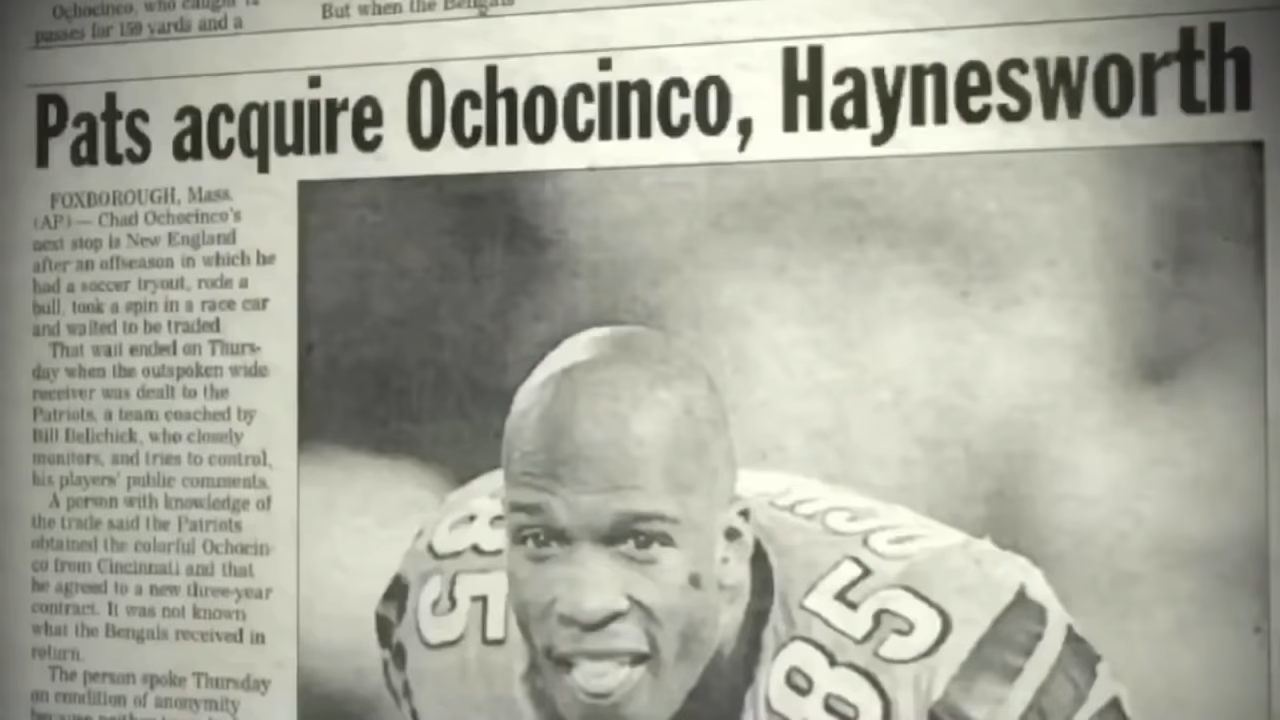 Ochocinco, who caught 12
passes for 159 yards and a
But when the Bengals
Pats acquire Ochocinco, Haynesworth
FOXBOROUGH, Mass.
(AP) — Chad Ochocinco's
next stop is New England
after an offseason in which he
had a soccer tryout, rode a
bull, took a spin in a race car
and waited to be traded.
That wait ended on Thurs-
day when the outspoken wide
receiver was dealt to the
Patriots, a team coached by
Bill Belichick, who closely
monitors, and tries to control,
his players' public comments.
A person with knowledge of
the trade said the Patriots
obtained the colorful Ochocin-
co from Cincinnati and that
he agreed to a new three-year
contract. It was not known
what the Bengals received in
return.
The person spoke Thursday
on condition of anonymity
because neither
85
85